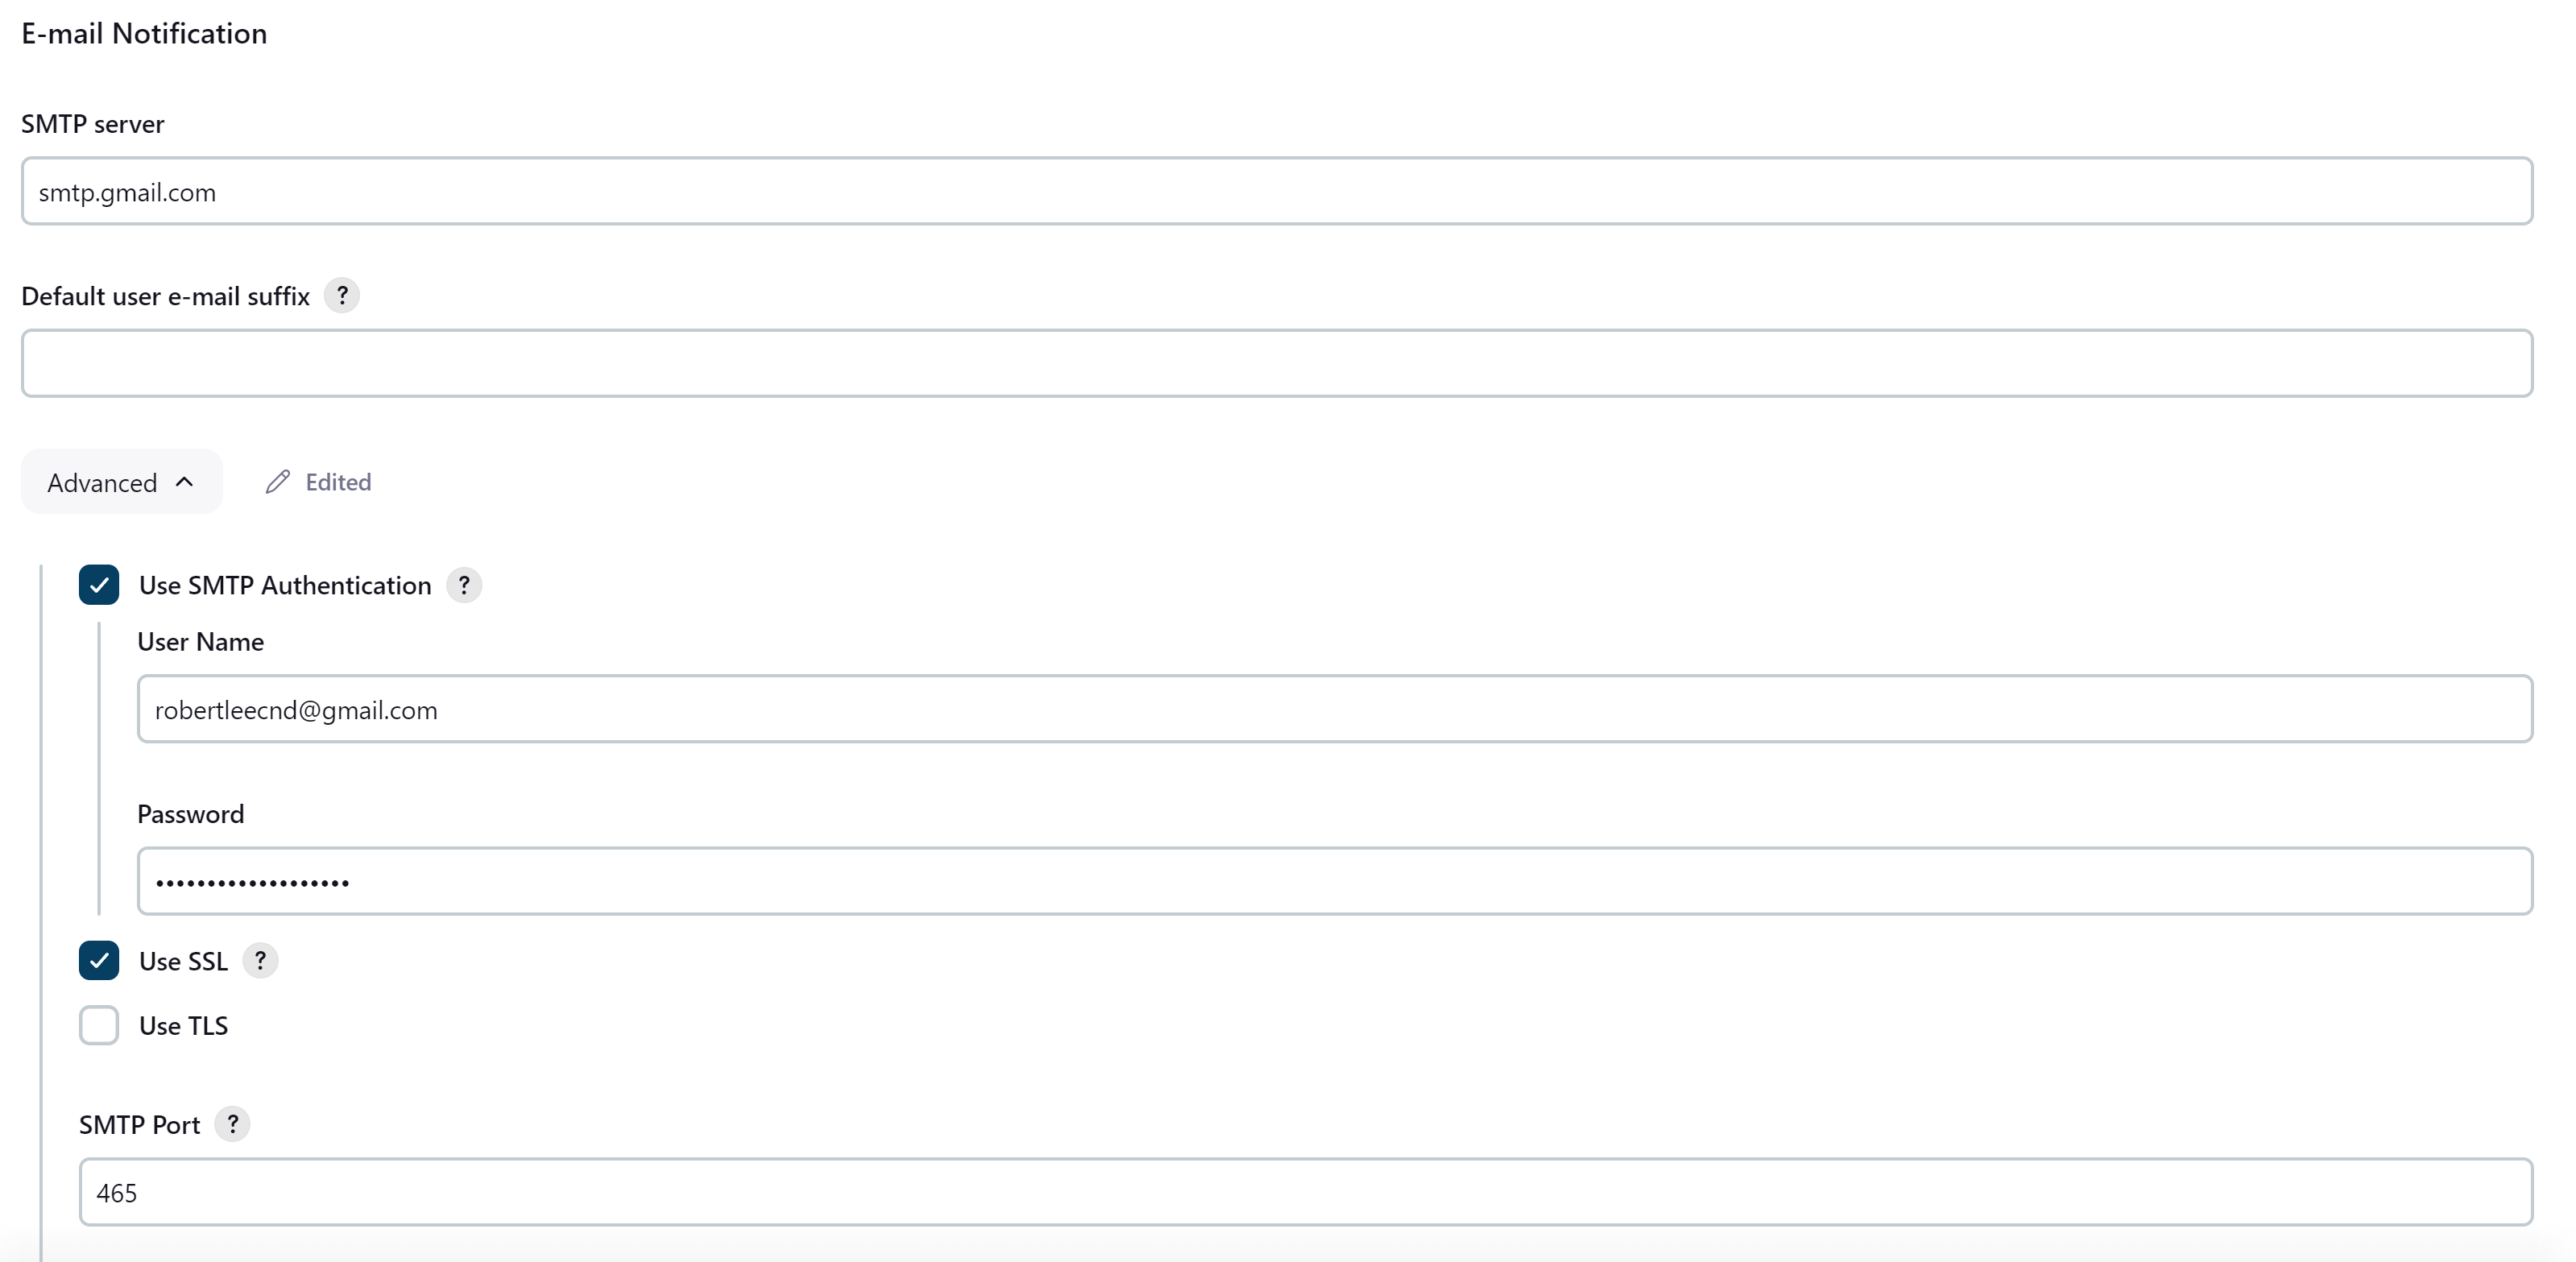 E-mail Notification
SMTP server
smtp.gmail.com
Default user e-mail suffix ?
Advanced Edited
Use SMTP Authentication ?
User Name
robertleecnd@gmail.com
Password
•••••••••••••••••••
Use SSL ?
Use TLS
SMTP Port ?
465